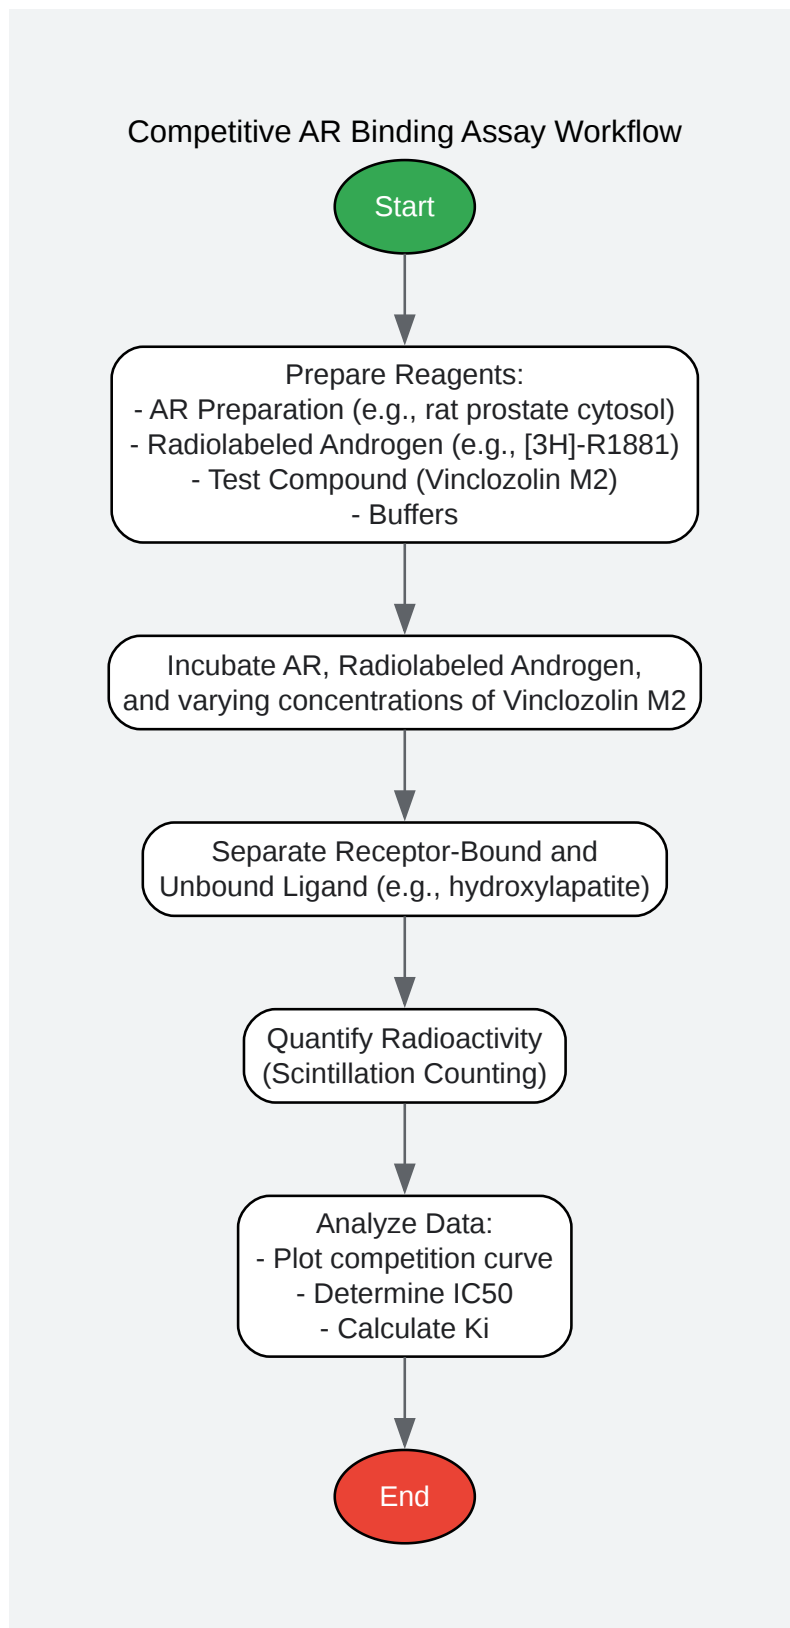 Competitive AR Binding Assay Workflow
Start
Prepare Reagents:
- AR Preparation (e.g., rat prostate cytosol)
- Radiolabeled Androgen (e.g., [3H]-R1881)
- Test Compound (Vinclozolin M2)
- Buffers
Incubate AR, Radiolabeled Androgen,
and varying concentrations of Vinclozolin M2
Separate Receptor-Bound and
Unbound Ligand (e.g., hydroxylapatite)
Quantify Radioactivity
(Scintillation Counting)
Analyze Data:
- Plot competition curve
- Determine IC50
- Calculate Ki
End